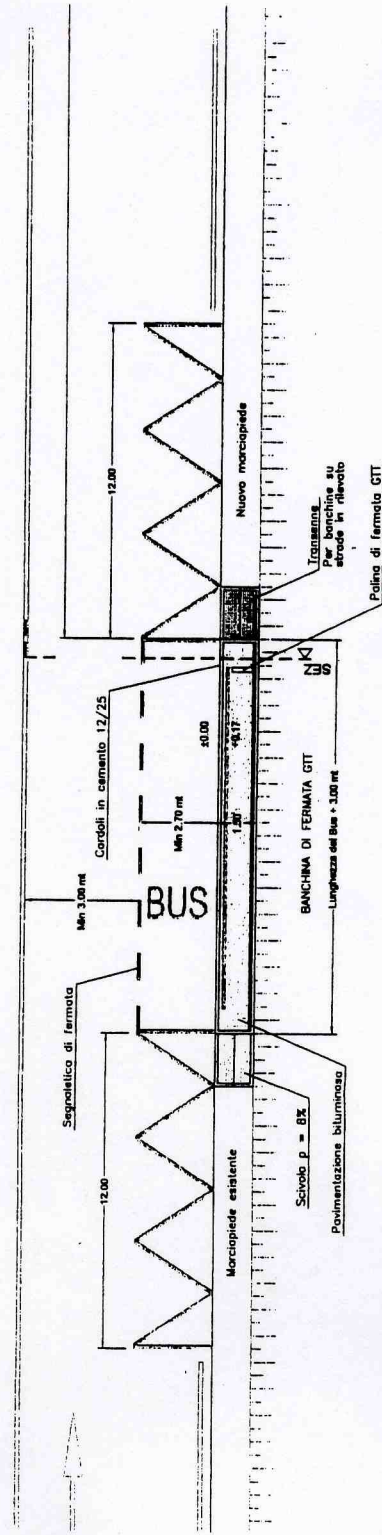 Segnaletica di fermata
Min 3.00 mt
12.00
BUS
Min 2.70 mt
Cordoli in cemento 12/25
12.00
±0.00
+0.17
1.50
Marciapiede esistente
Nuovo marciapiede
Scivolo p = 8%
Pavimentazione bituminosa
BANCHINA DI FERMATA GTT
Lunghezza del Bus + 3.00 mt
SEZ
Transenne
Per banchine su
strade in rilevato
Palina di fermata GTT